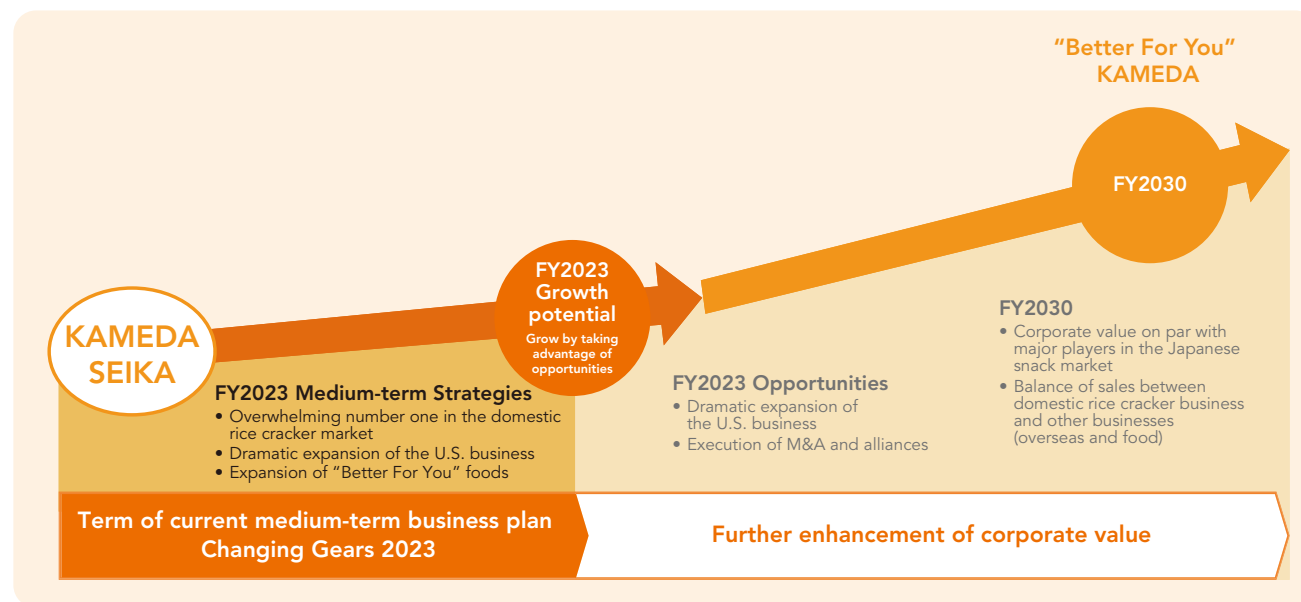 “Better For You”
KAMEDA
FY2030
FY2023
Growth
potential
Grow by taking
advantage of
opportunities
KAMEDA
SEIKA
FY2023 Medium-term Strategies
• Overwhelming number one in the domestic
rice cracker market
• Dramatic expansion of the U.S. business
• Expansion of “Better For You” foods
FY2023 Opportunities
• Dramatic expansion of
the U.S. business
• Execution of M&A and alliances
FY2030
• Corporate value on par with
major players in the Japanese
snack market
• Balance of sales between
domestic rice cracker business
and other businesses
(overseas and food)
Term of current medium-term business plan
Changing Gears 2023
Further enhancement of corporate value